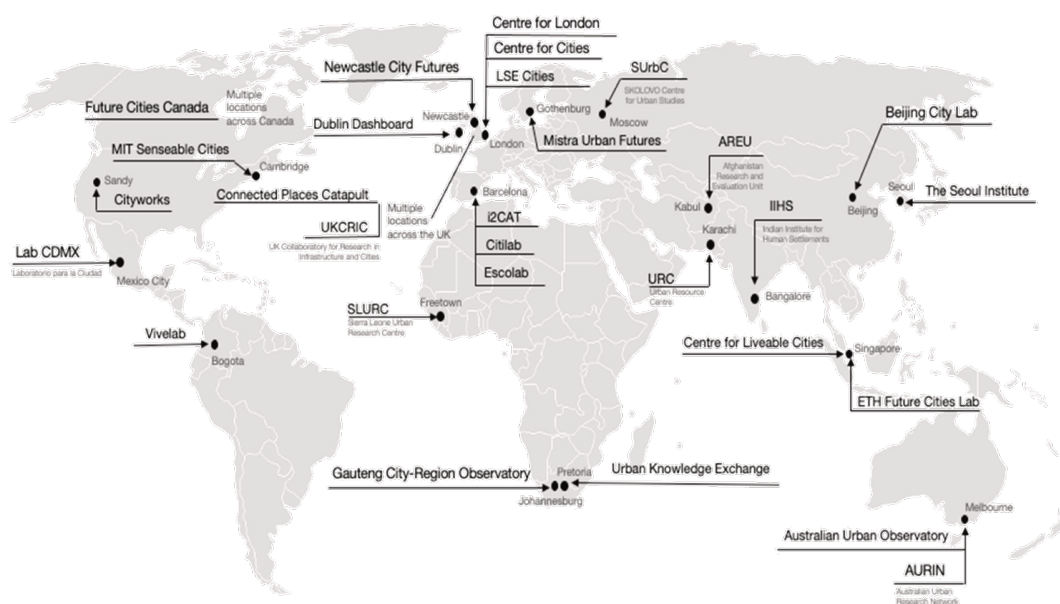 Centre for London
Centre for Cities
LSE Cities
Newcastle City Futures
SUrbC
SKOLOVO Centre
for Urban Studies
Future Cities Canada
Multiple
locations
across Canada
Newcastle
Gothenburg
Moscow
Beijing City Lab
Dublin Dashboard
Dublin
London
Mistra Urban Futures
AREU
Afghanistan
Research and
Evaluation Unit
MIT Senseable Cities
Cambridge
Sandy
Cityworks
Connected Places Catapult
Barcelona
Kabul
IIHS
Indian Institute for
Human Settlements
Beijing
Seoul
The Seoul Institute
UKCRIC
UK Collaboratory for Research in
Infrastructure and Cities
Multiple
locations
across the UK
i2CAT
Citilab
Escolab
Karachi
Lab CDMX
Laboratorio para la Ciudad
Mexico City
URC
Urban Resource
Centre
Bangalore
SLURC
Sierra Leone Urban
Research Centre
Freetown
Vivelab
Bogota
Centre for Liveable Cities
Singapore
ETH Future Cities Lab
Gauteng City-Region Observatory
Pretoria
Urban Knowledge Exchange
Johannesburg
Melbourne
Australian Urban Observatory
AURIN
Australian Urban
Research Network